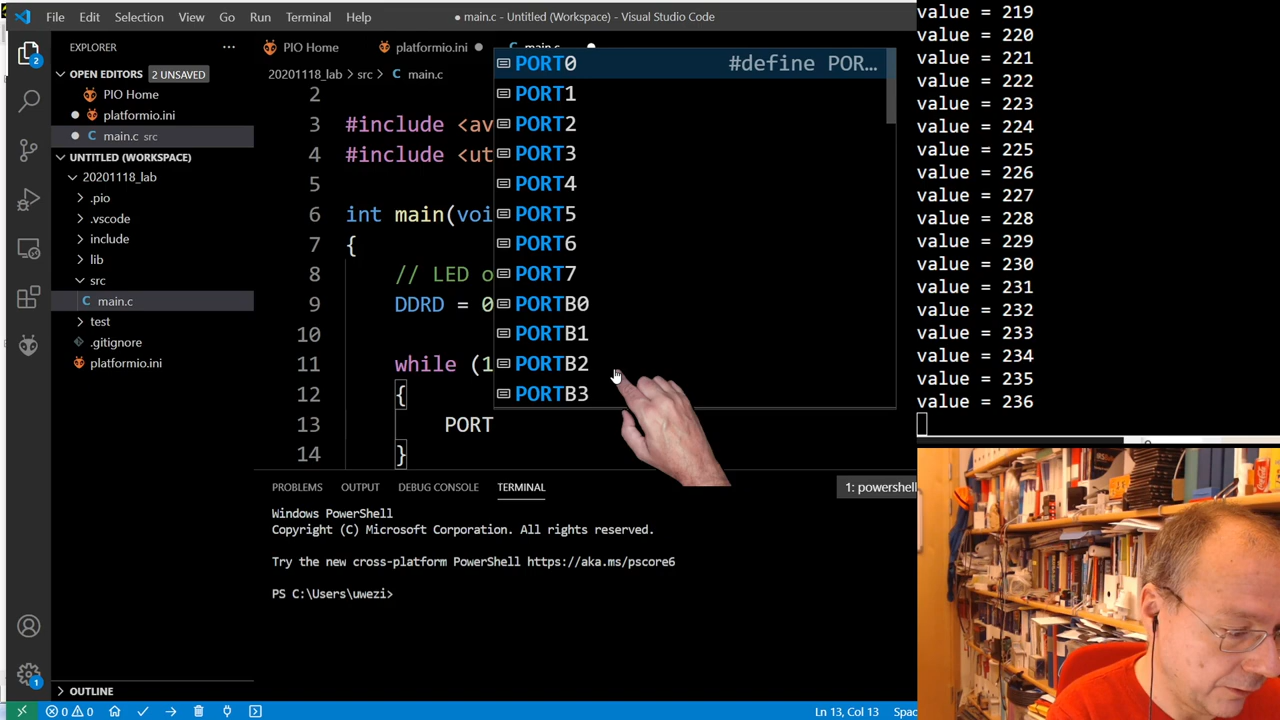 File Edit Selection View Go Run Terminal Help
● main.c - Untitled (Workspace) - Visual Studio Code
EXPLORER ...
OPEN EDITORS 2 UNSAVED
PIO Home
platformio.ini
main.c src
UNTITLED (WORKSPACE)
20201118_lab
.pio
.vscode
include
lib
src
main.c
test
.gitignore
platformio.ini
OUTLINE
2
1
PIO Home platformio.ini main.c
20201118_lab > src > main.c
2
3 #include <av
4 #include <ut
5
6 int main(voi
7 {
8 // LED o
9 DDRD = 0
10
11 while (1
12 {
13 PORT
14 }
PORT0 #define POR…
PORT1
PORT2
PORT3
PORT4
PORT5
PORT6
PORT7
PORTB0
PORTB1
PORTB2
PORTB3
PROBLEMS OUTPUT DEBUG CONSOLE TERMINAL 1: powershell
Windows PowerShell
Copyright (C) Microsoft Corporation. All rights reserved.
Try the new cross-platform PowerShell https://aka.ms/pscore6
PS C:\Users\uwezi>
0 0 Ln 13, Col 13 Spac
value = 219
value = 220
value = 221
value = 222
value = 223
value = 224
value = 225
value = 226
value = 227
value = 228
value = 229
value = 230
value = 231
value = 232
value = 233
value = 234
value = 235
value = 236